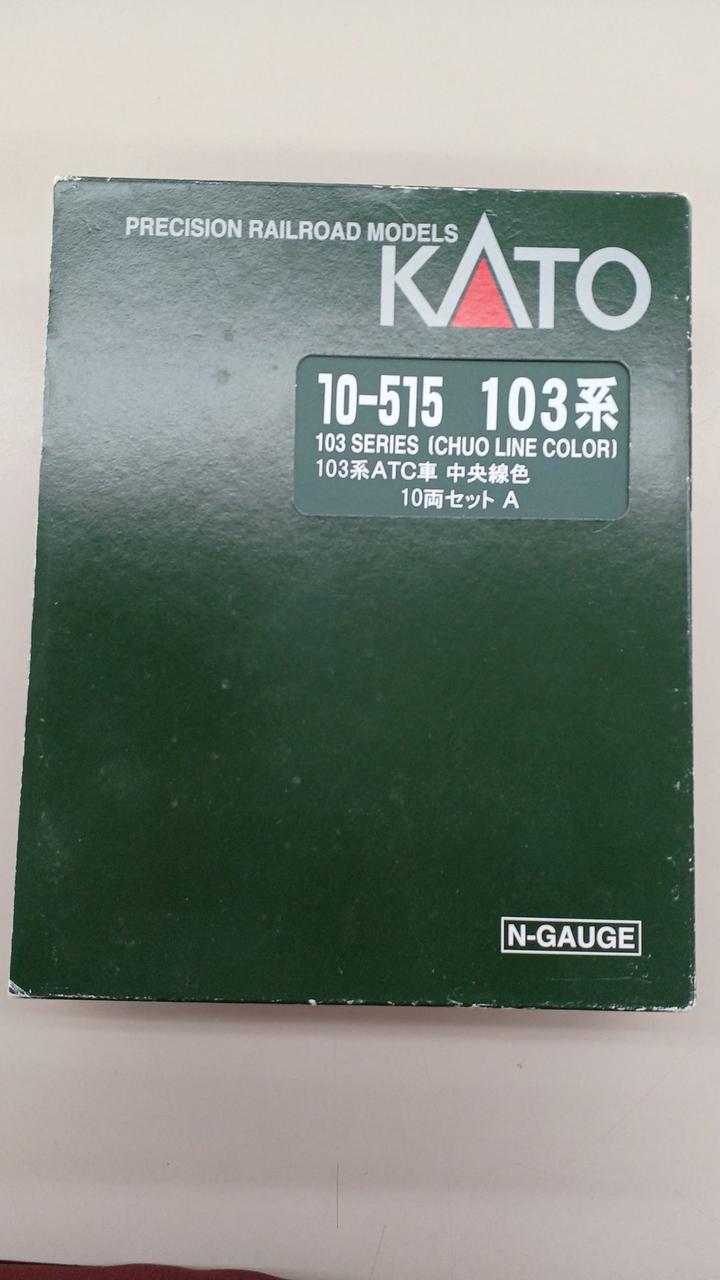 PRECISION RAILROAD MODELS
KATO
10-515 103系
103 SERIES (CHUO LINE COLOR)
103系ATC車 中央線色
10両セット A
N-GAUGE